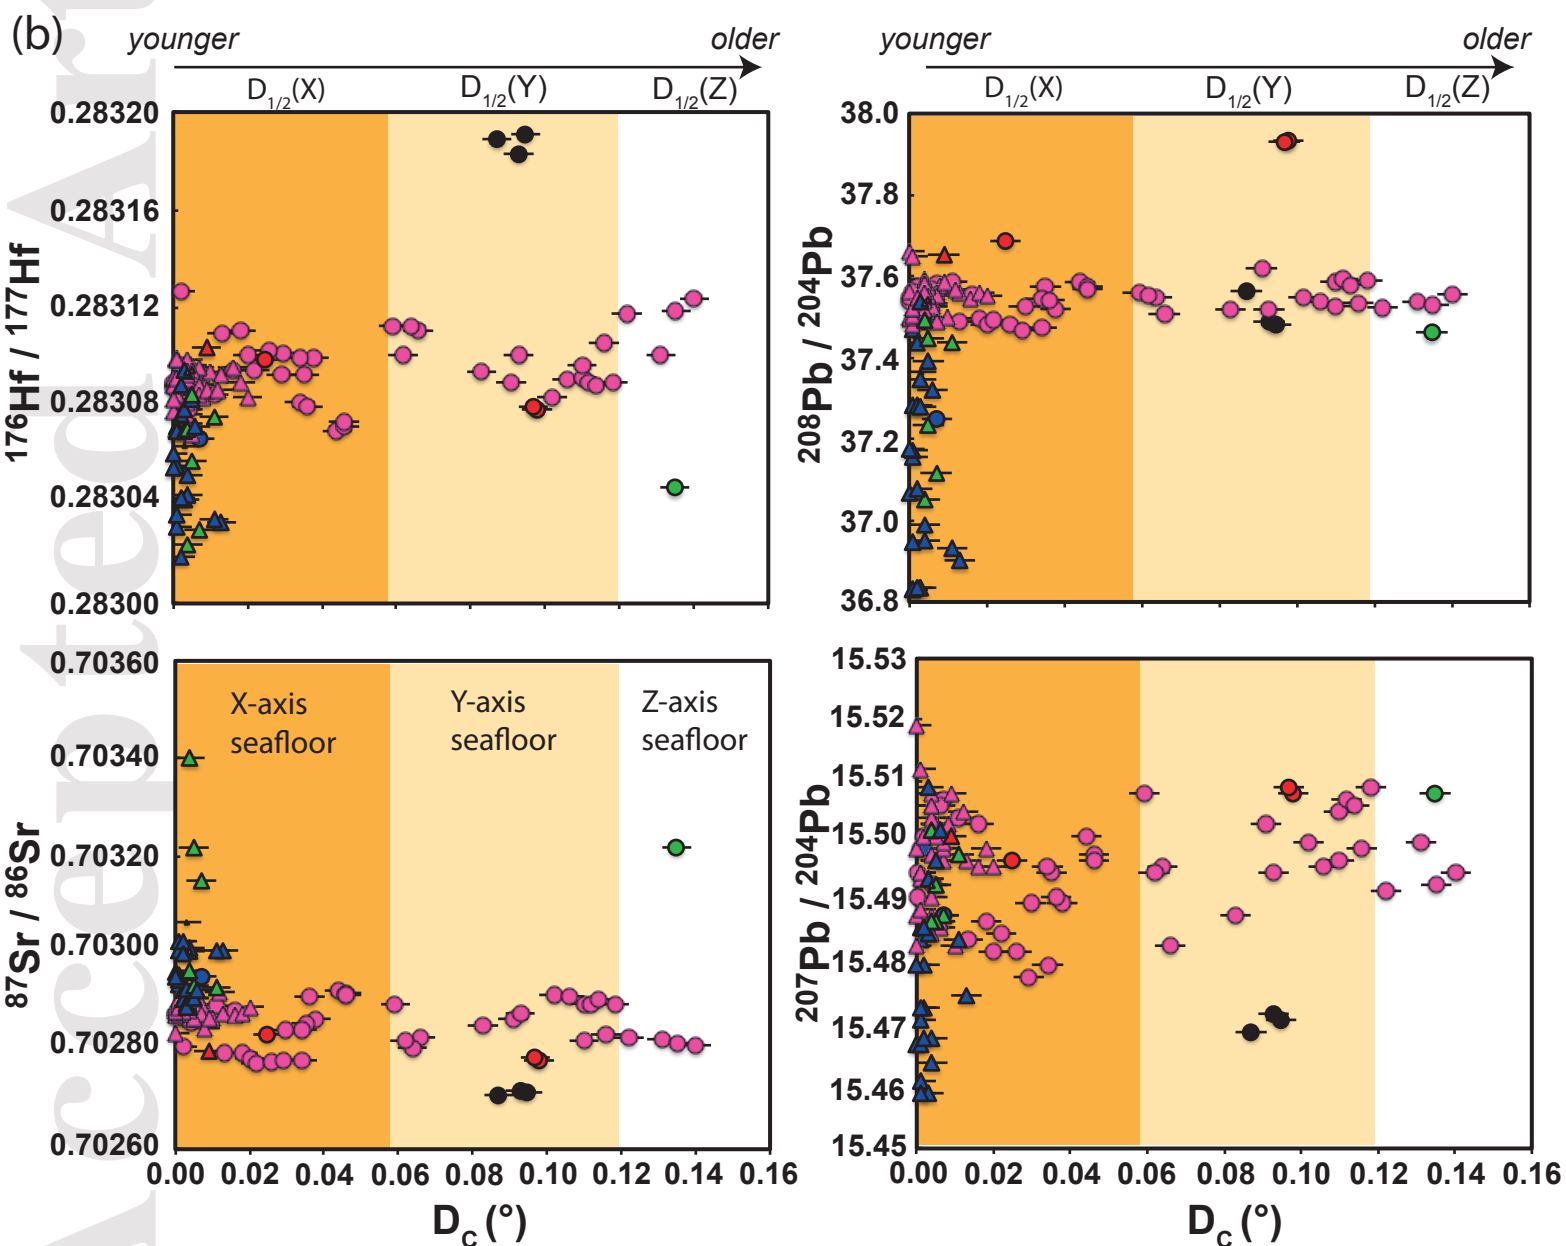 (b)
younger older
D1/2(X) D1/2(Y) D1/2(Z)
0.28320
0.28316
0.28312
0.28308
0.28304
0.28300
176Hf / 177Hf
younger older
D1/2(X) D1/2(Y) D1/2(Z)
38.0
37.8
37.6
37.4
37.2
37.0
36.8
208Pb / 204Pb
0.70360
0.70340
0.70320
0.70300
0.70280
0.70260
87Sr / 86Sr
X-axis
seafloor
Y-axis
seafloor
Z-axis
seafloor
0.00 0.02 0.04 0.06 0.08 0.10 0.12 0.14 0.16
Dc (°)
15.53
15.52
15.51
15.50
15.49
15.48
15.47
15.46
15.45
207Pb / 204Pb
0.00 0.02 0.04 0.06 0.08 0.10 0.12 0.14 0.16
Dc (°)
Accepted Art